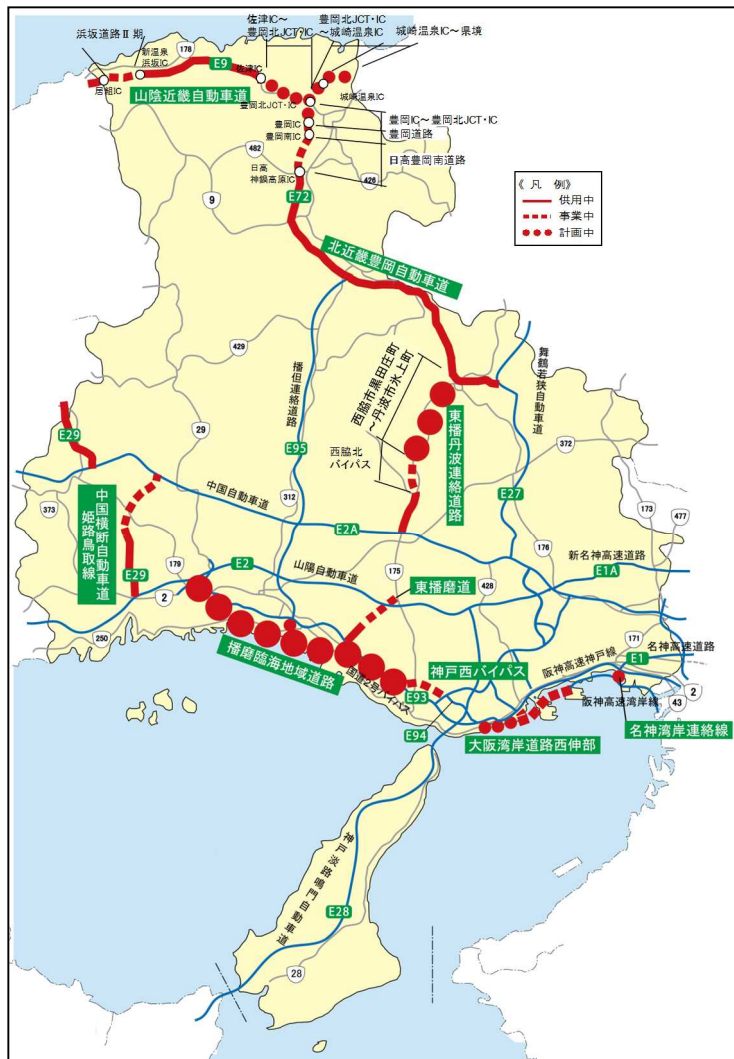 浜坂道路Ⅱ期
佐津IC～
豊岡北JCT・IC
豊岡北JCT・IC
～城崎温泉IC
城崎温泉IC～県境
新温泉
浜坂IC
178
E9
佐津IC
居組IC
山陰近畿自動車道
豊岡北JCT・IC
城崎温泉IC
豊岡IC
豊岡南IC
豊岡IC～豊岡北JCT・IC
豊岡道路
日高豊岡南道路
482
日高
神鍋高原IC
426
9
E72
《 凡 例 》
供用中
事業中
計画中
北近畿豊岡自動車道
429
播但連絡道路
西脇市黒田庄町
～丹波市氷上町
舞鶴若狭自動車道
E29
29
E95
西脇北
バイパス
東播丹波連絡道路
372
373
中国横断自動車道
姫路鳥取線
中国自動車道
312
E2A
E27
173
477
E29
179
E2
山陽自動車道
175
東播磨道
428
176
新名神高速道路
E1A
2
250
播磨臨海地域道路
国道2号バイパス
E93
神戸西バイパス
阪神高速神戸線
171
名神高速道路
E1
E94
大阪湾岸道路西伸部
阪神高速湾岸線
43
2
名神湾岸連絡線
神戸淡路鳴門自動車道
E28
28